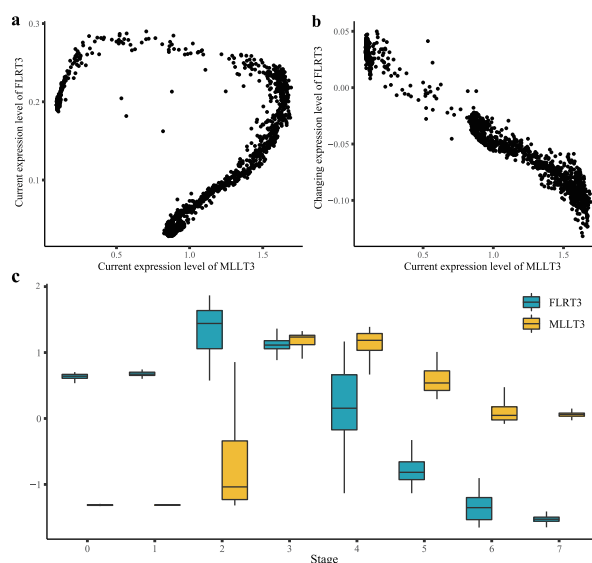 a
Current expression level of FLRT3
0.3
0.2
0.1
0.5
1.0
1.5
Current expression level of MLLT3
b
Changing expression level of FLRT3
0.05
0.00
−0.05
−0.10
0.0
0.5
1.0
1.5
Current expression level of MLLT3
c
2
1
0
−1
FLRT3
MLLT3
0
1
2
3
4
5
6
7
Stage